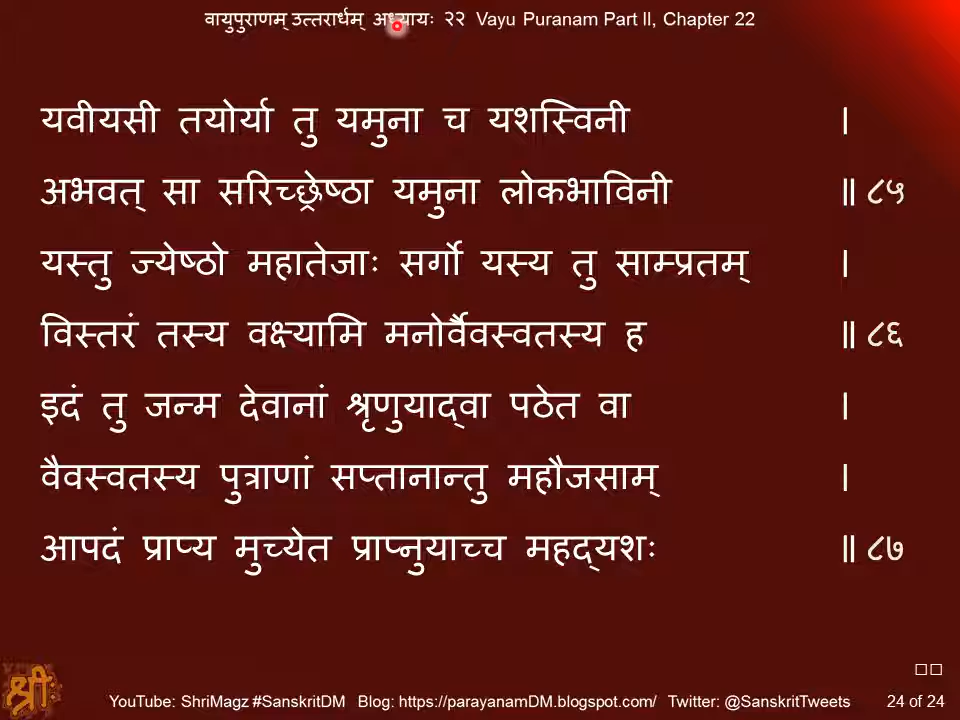 वायुपुराणम् उत्तरार्धम् अध्यायः २२ Vayu Puranam Part II, Chapter 22
यवीयसी तयोर्या तु यमुना च यशस्विनी ।
अभवत् सा सरिच्छ्रेष्ठा यमुना लोकभाविनी ॥ ८५
यस्तु ज्येष्ठो महातेजाः सर्गो यस्य तु साम्प्रतम् ।
विस्तरं तस्य वक्ष्यामि मनोर्वैवस्वतस्य ह ॥ ८६
इदं तु जन्म देवानां श्रृणुयाद्वा पठेत वा ।
वैवस्वतस्य पुत्राणां सप्तानान्तु महौजसाम् ।
आपदं प्राप्य मुच्येत प्राप्नुयाच्च महद्यशः ॥ ८७
श्रीः
YouTube: ShriMagz #SanskritDM Blog: https://parayanamDM.blogspot.com/ Twitter: @SanskritTweets 24 of 24